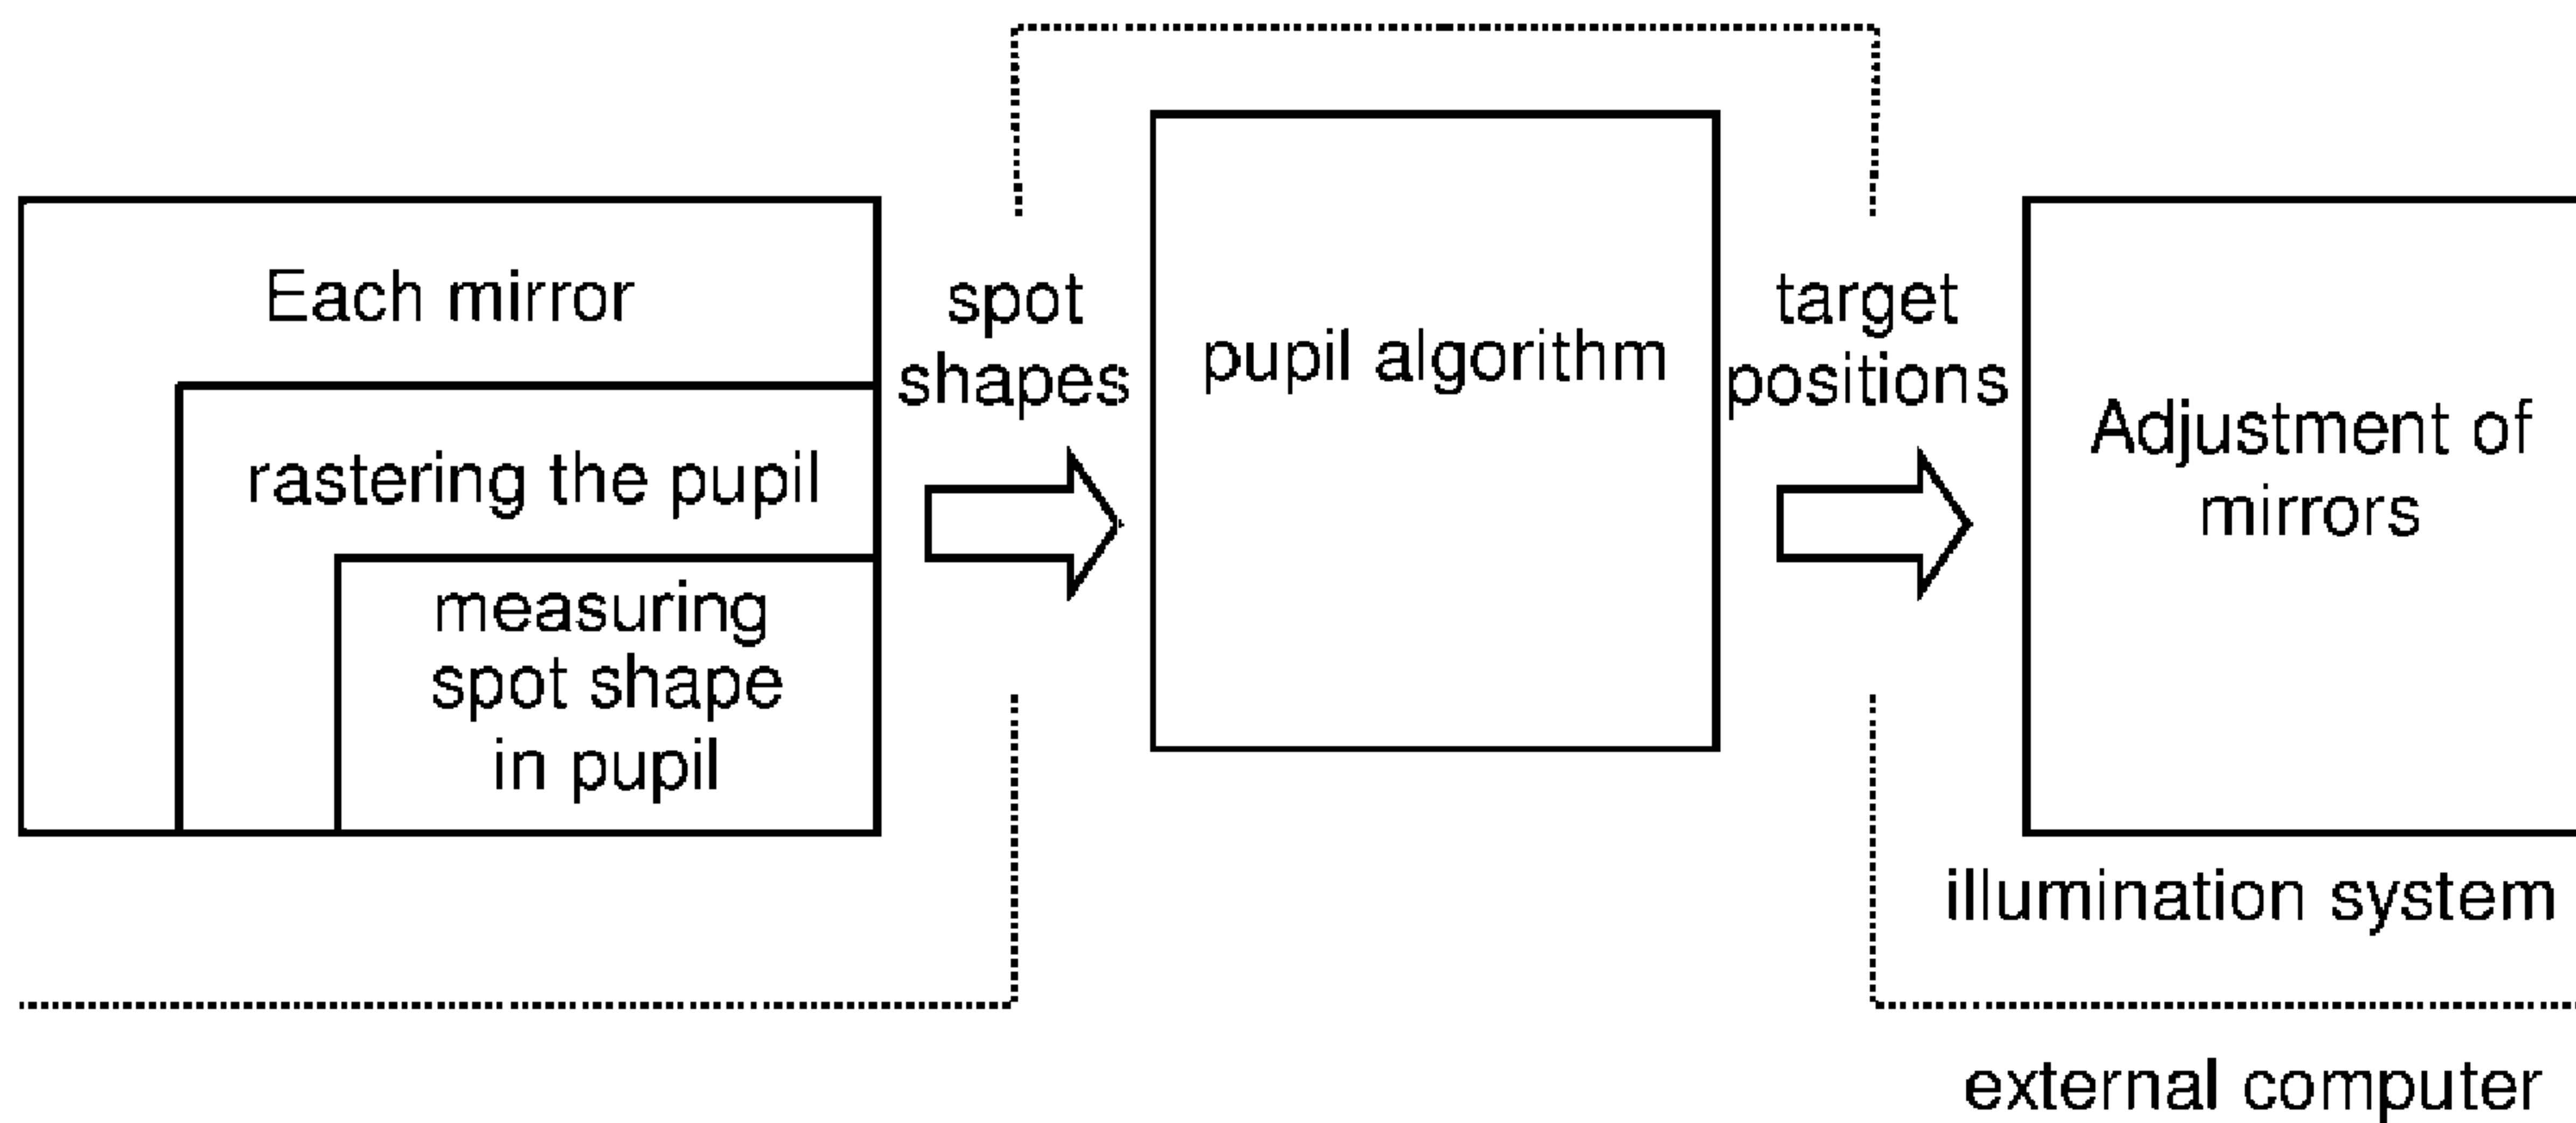 Each mirror
rastering the pupil
measuring
spot shape
in pupil
spot
shapes
pupil algorithm
target
positions
Adjustment of
mirrors
illumination system
external computer